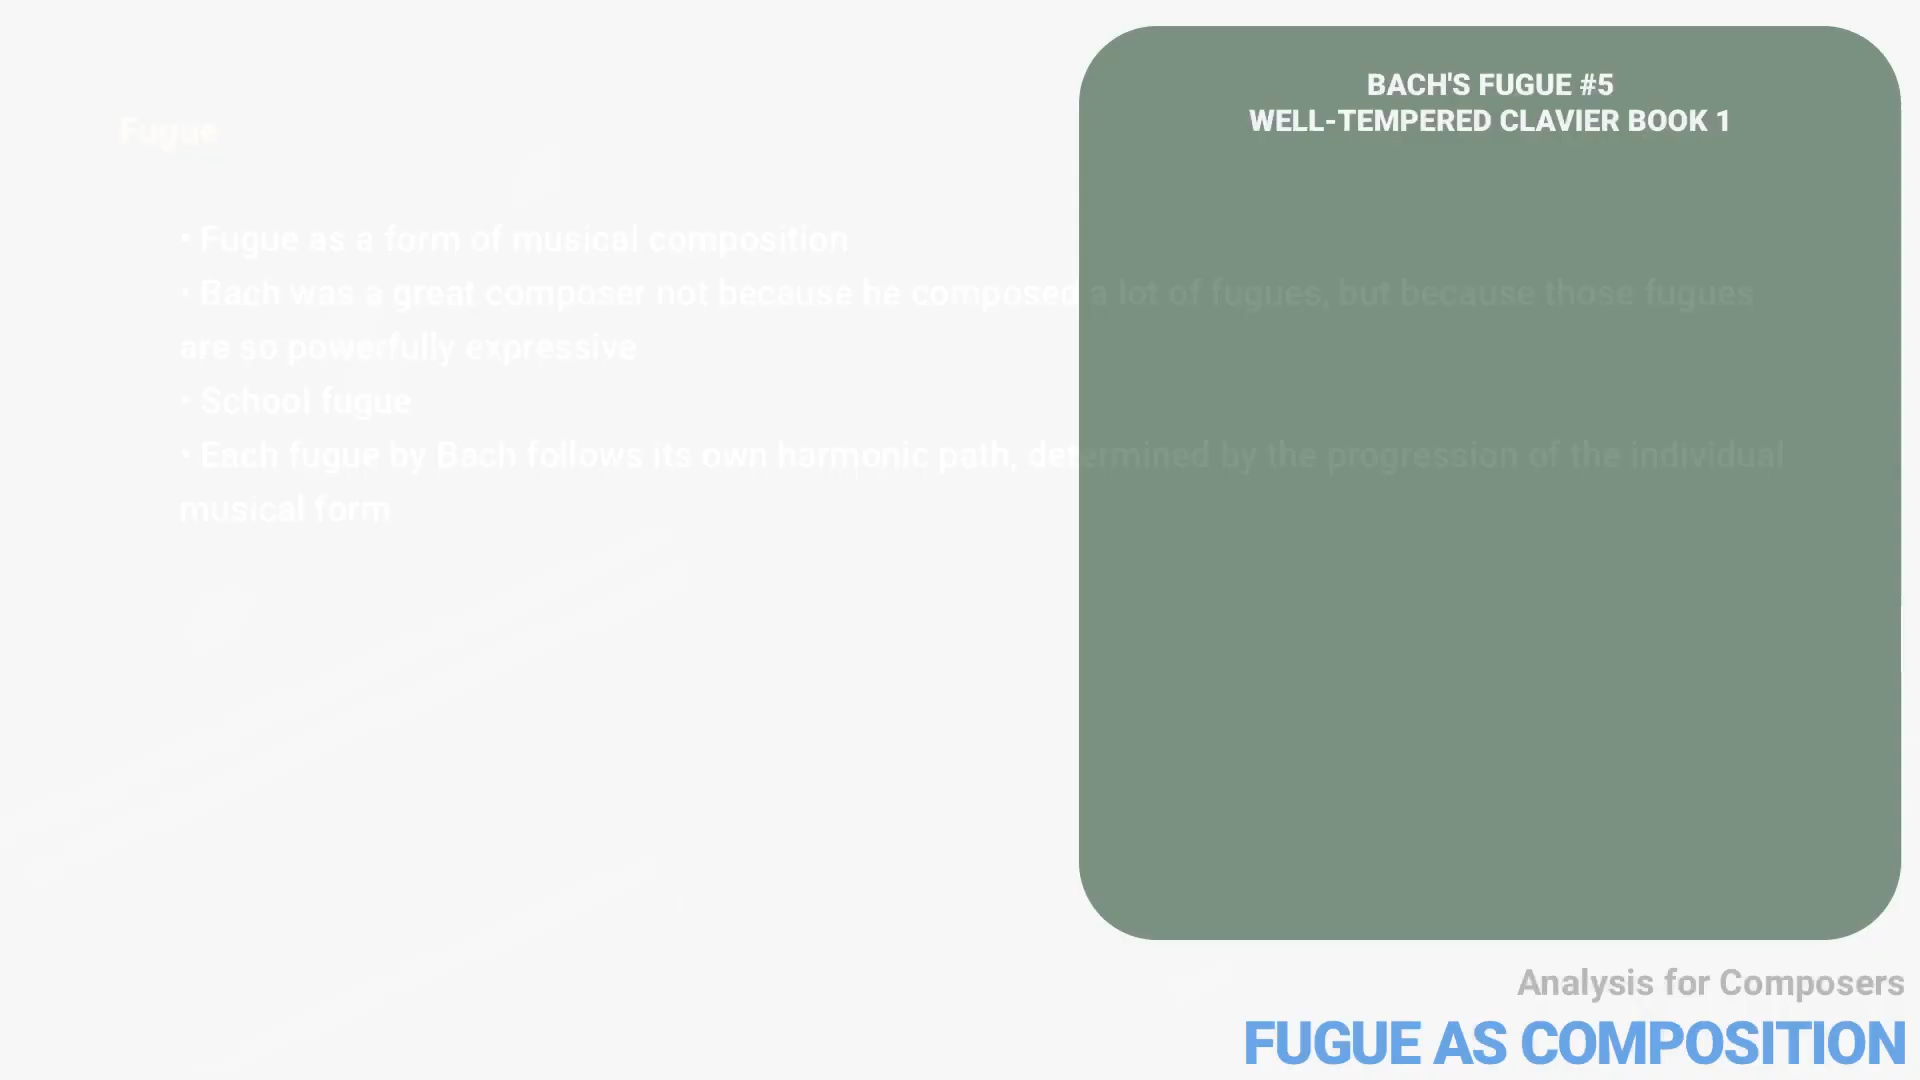 Fugue
• Fugue as a form of musical composition
• Bach was a great composer not because he composed a lot of fugues, but because those fugues
are so powerfully expressive
• School fugue
• Each fugue by Bach follows its own harmonic path, determined by the progression of the individual
musical form
BACH'S FUGUE #5
WELL-TEMPERED CLAVIER BOOK 1
Analysis for Composers
FUGUE AS COMPOSITION